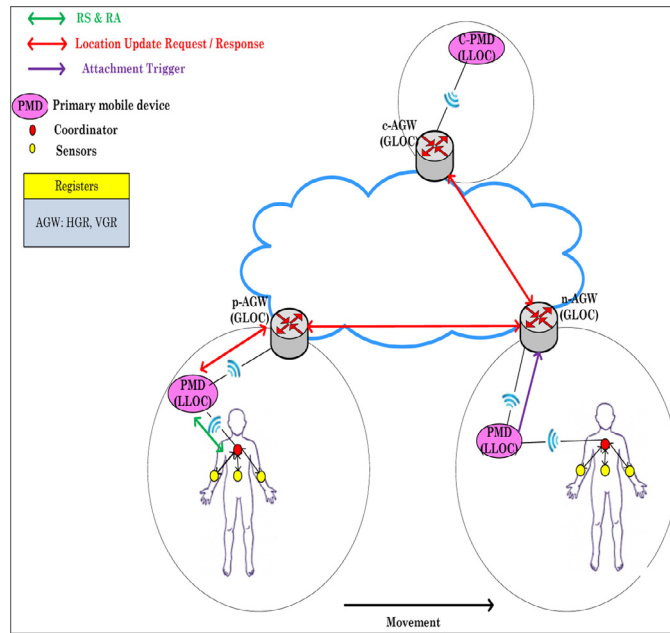 RS & RA
Location Update Request / Response
Attachment Trigger
PMD
Primary mobile device
Coordinator
Sensors
Registers
AGW: HGR, VGR
C-PMD
(LLOC)
c-AGW
(GLOC)
p-AGW
(GLOC)
n-AGW
(GLOC)
PMD
(LLOC)
PMD
(LLOC)
Movement